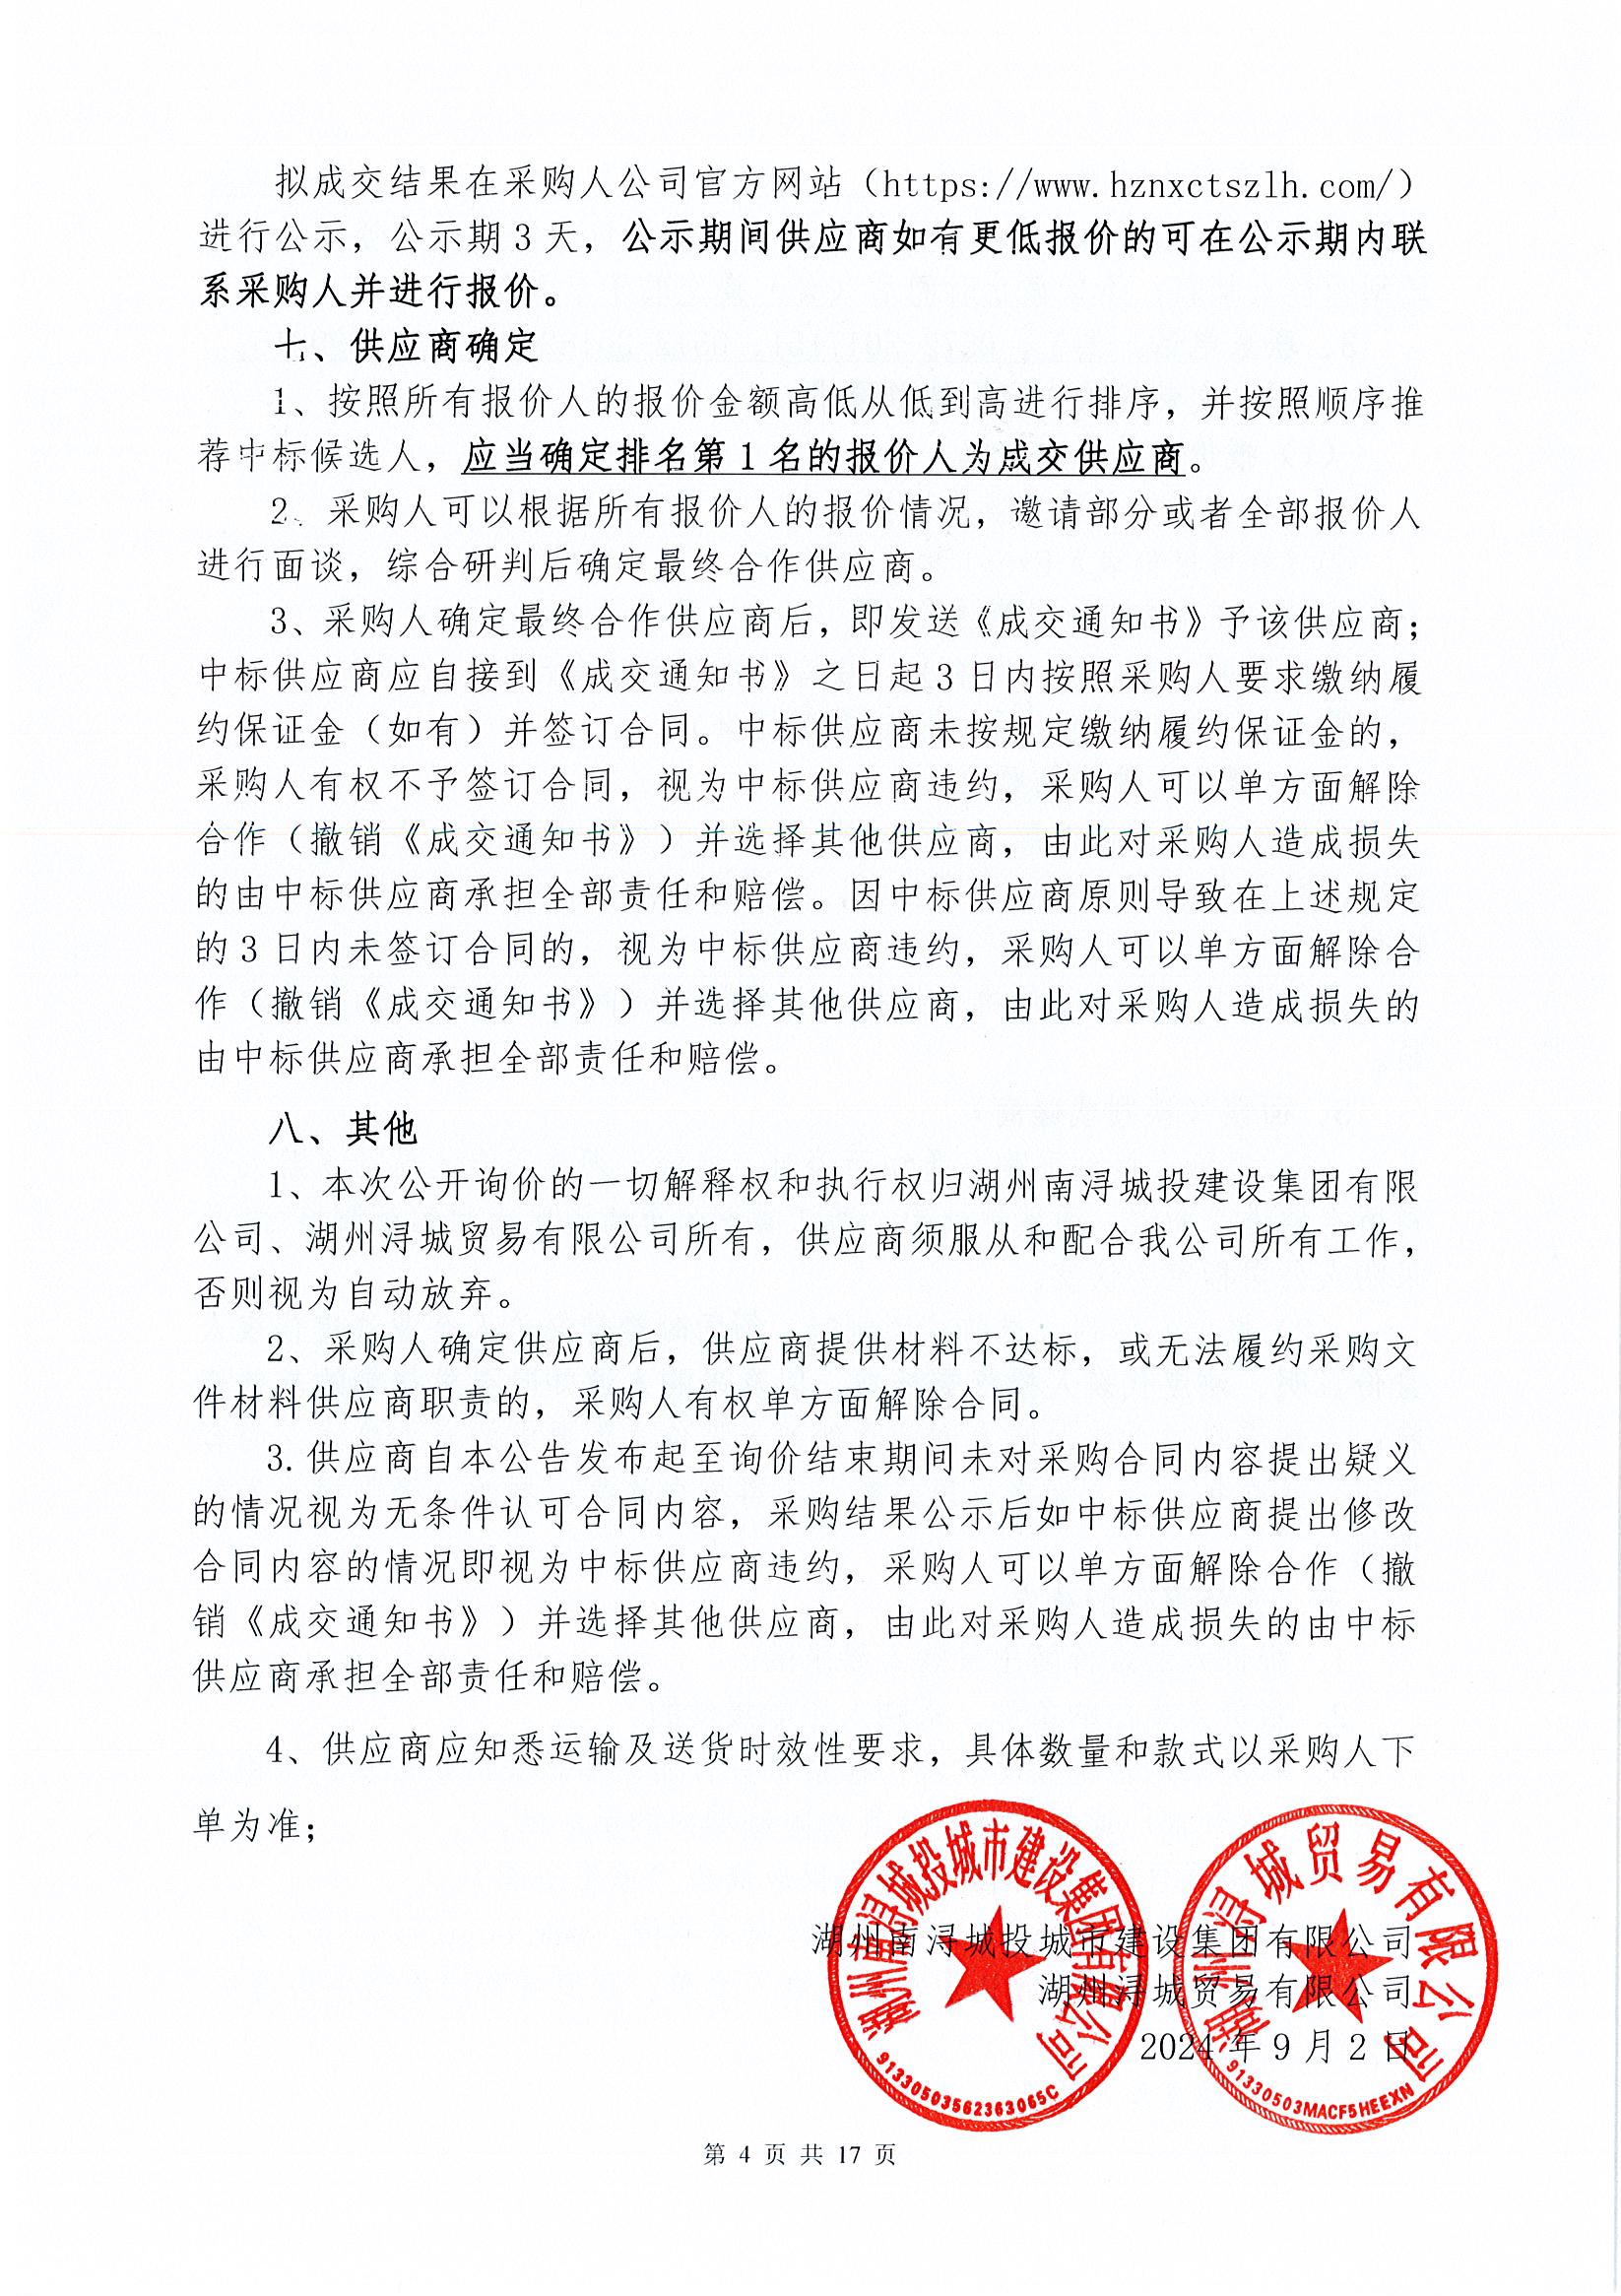 拟成交结果在采购人公司官方网站（https://www.hznxctszlh.com/）
进行公示，公示期 3 天，公示期间供应商如有更低报价的可在公示期内联
系采购人并进行报价。
七、供应商确定
1、按照所有报价人的报价金额高低从低到高进行排序，并按照顺序推
荐中标候选人，应当确定排名第 1 名的报价人为成交供应商。
2、采购人可以根据所有报价人的报价情况，邀请部分或者全部报价人
进行面谈，综合研判后确定最终合作供应商。
3、采购人确定最终合作供应商后，即发送《成交通知书》予该供应商；
中标供应商应自接到《成交通知书》之日起 3 日内按照采购人要求缴纳履
约保证金（如有）并签订合同。中标供应商未按规定缴纳履约保证金的，
采购人有权不予签订合同，视为中标供应商违约，采购人可以单方面解除
合作（撤销《成交通知书》）并选择其他供应商，由此对采购人造成损失
的由中标供应商承担全部责任和赔偿。因中标供应商原则导致在上述规定
的 3 日内未签订合同的，视为中标供应商违约，采购人可以单方面解除合
作（撤销《成交通知书》）并选择其他供应商，由此对采购人造成损失的
由中标供应商承担全部责任和赔偿。
八、其他
1、本次公开询价的一切解释权和执行权归湖州南浔城投建设集团有限
公司、湖州浔城贸易有限公司所有，供应商须服从和配合我公司所有工作，
否则视为自动放弃。
2、采购人确定供应商后，供应商提供材料不达标，或无法履约采购文
件材料供应商职责的，采购人有权单方面解除合同。
3.供应商自本公告发布起至询价结束期间未对采购合同内容提出疑义
的情况视为无条件认可合同内容，采购结果公示后如中标供应商提出修改
合同内容的情况即视为中标供应商违约，采购人可以单方面解除合作（撤
销《成交通知书》）并选择其他供应商，由此对采购人造成损失的由中标
供应商承担全部责任和赔偿。
4、供应商应知悉运输及送货时效性要求，具体数量和款式以采购人下
单为准；
湖州南浔城投城市建设集团有限公司
湖州浔城贸易有限公司
2024 年 9 月 2 日
湖州南浔城投城市建设集团有限公司
91330503562363065C
湖州浔城贸易有限公司
91330503MACF5HEEXN
第 4 页 共 17 页